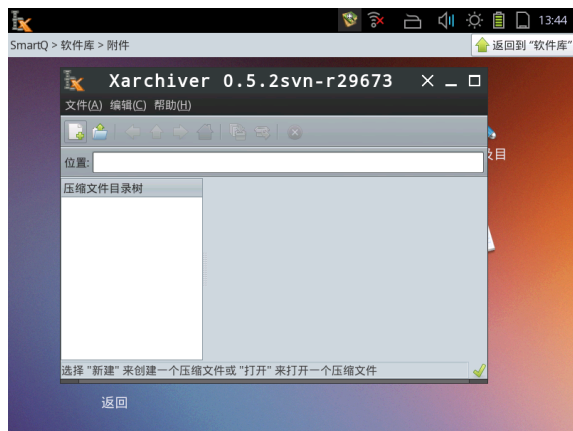 13:44
SmartQ > 软件库 > 附件
返回到 "软件库"
Xarchiver 0.5.2svn-r29673
文件(A) 编辑(C) 帮助(H)
位置:
及目
压缩文件目录树
选择 "新建" 来创建一个压缩文件或 "打开" 来打开一个压缩文件
返回